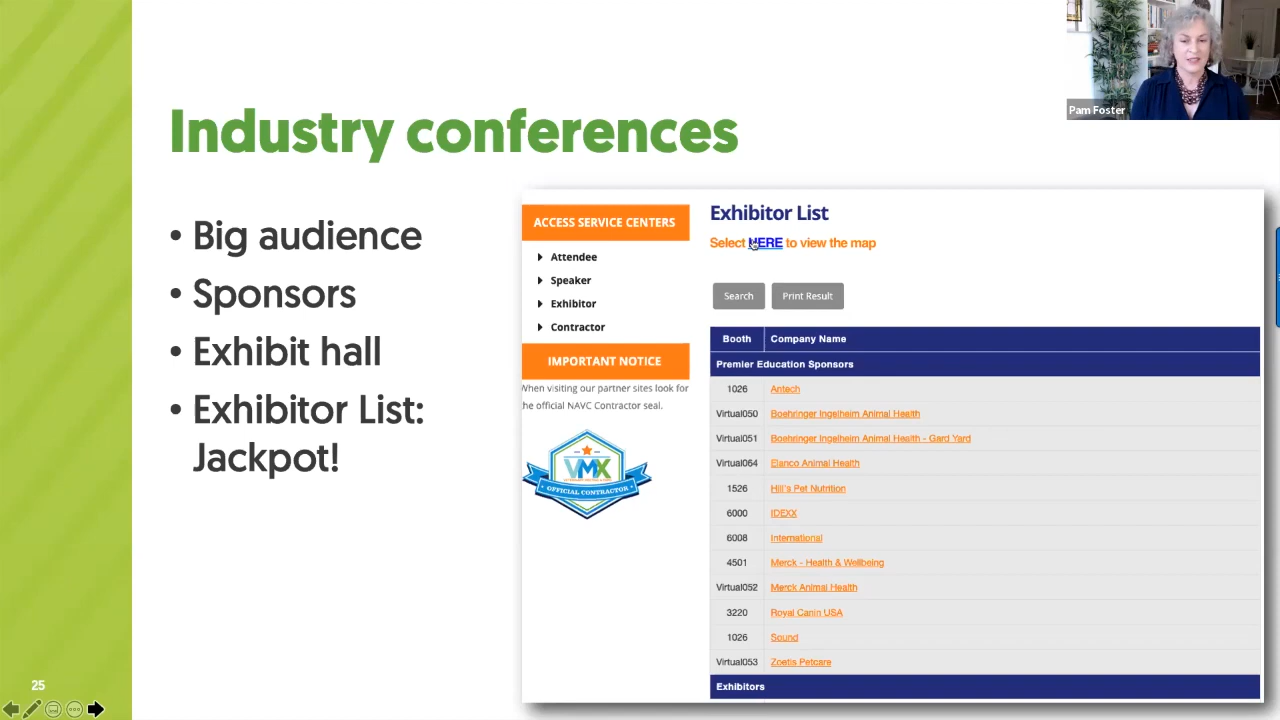 Pam Foster
Industry conferences
• Big audience
• Sponsors
• Exhibit hall
• Exhibitor List:
Jackpot!
ACCESS SERVICE CENTERS
Attendee
Speaker
Exhibitor
Contractor
IMPORTANT NOTICE
When visiting our partner sites look for
the official NAVC Contractor seal.
VMX
OFFICIAL CONTRACTOR
Exhibitor List
Select HERE to view the map
Search Print Result
Booth Company Name
Premier Education Sponsors
1026 Antech
Virtual050 Boehringer Ingelheim Animal Health
Virtual051 Boehringer Ingelheim Animal Health - Gard Yard
Virtual064 Elanco Animal Health
1526 Hill's Pet Nutrition
6000 IDEXX
6008 International
4501 Merck - Health & Wellbeing
Virtual052 Merck Animal Health
3220 Royal Canin USA
1026 Sound
Virtual053 Zoetis Petcare
Exhibitors
25